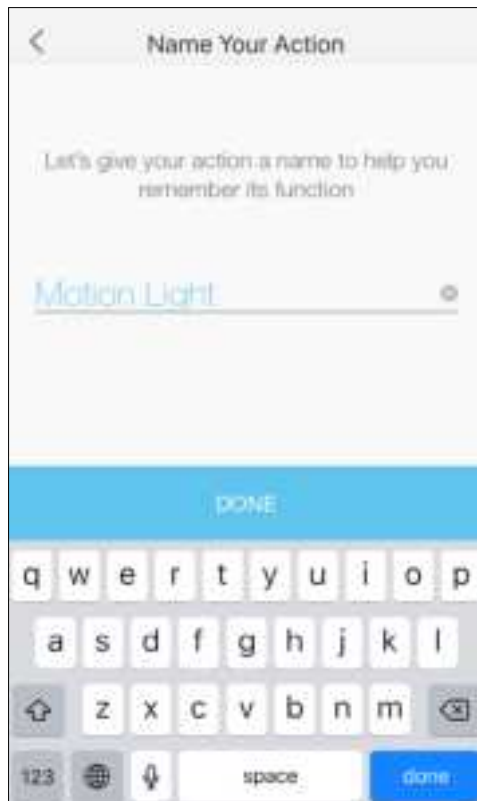 Name Your Action
Let's give your action a name to help you
remember its function
Motion Light
DONE
q w e r t y u i o p
a s d f g h j k l
z x c v b n m
123 space done